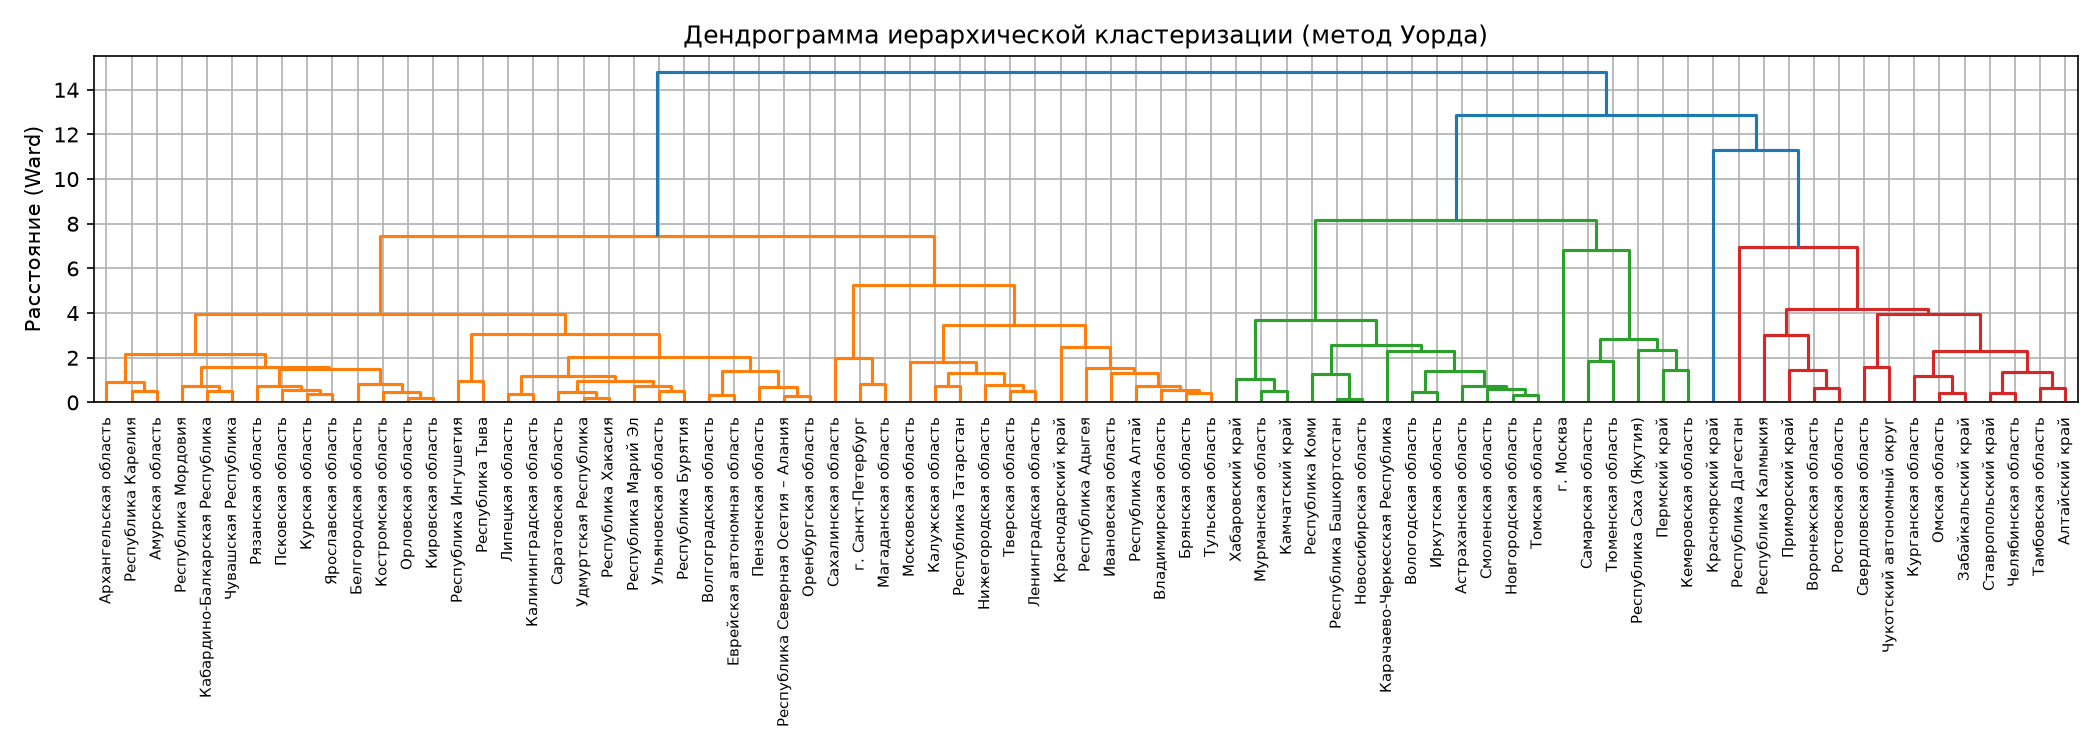 Дендрограмма иерархической кластеризации (метод Уорда)
Расстояние (Ward)
14
12
10
8
6
4
2
0
Архангельская область
Республика Карелия
Амурская область
Республика Мордовия
Кабардино-Балкарская Республика
Чувашская Республика
Рязанская область
Псковская область
Курская область
Ярославская область
Белгородская область
Костромская область
Орловская область
Кировская область
Республика Ингушетия
Республика Тыва
Липецкая область
Калининградская область
Саратовская область
Удмуртская Республика
Республика Хакасия
Республика Марий Эл
Ульяновская область
Республика Бурятия
Волгоградская область
Еврейская автономная область
Пензенская область
Республика Северная Осетия – Алания
Оренбургская область
Сахалинская область
г. Санкт-Петербург
Магаданская область
Московская область
Калужская область
Республика Татарстан
Нижегородская область
Тверская область
Ленинградская область
Краснодарский край
Республика Адыгея
Ивановская область
Республика Алтай
Владимирская область
Брянская область
Тульская область
Хабаровский край
Мурманская область
Камчатский край
Республика Коми
Республика Башкортостан
Новосибирская область
Карачаево-Черкесская Республика
Вологодская область
Иркутская область
Астраханская область
Смоленская область
Новгородская область
Томская область
г. Москва
Самарская область
Тюменская область
Республика Саха (Якутия)
Пермский край
Кемеровская область
Красноярский край
Республика Дагестан
Республика Калмыкия
Приморский край
Воронежская область
Ростовская область
Свердловская область
Чукотский автономный округ
Курганская область
Омская область
Забайкальский край
Ставропольский край
Челябинская область
Тамбовская область
Алтайский край